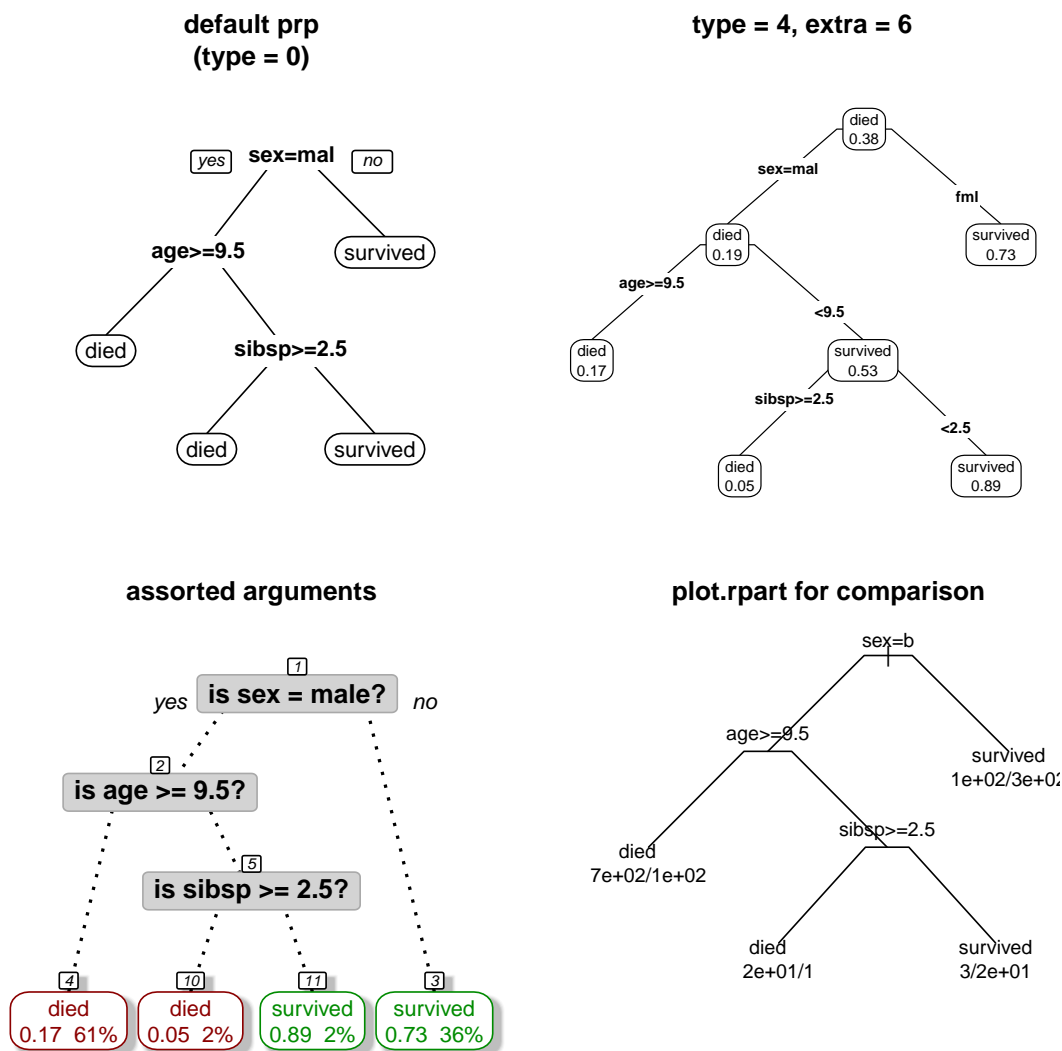 default prp
(type = 0)
yes sex=mal no
age>=9.5 survived
died sibsp>=2.5
died survived
type = 4, extra = 6
died
0.38
sex=mal
fml
died
0.19
survived
0.73
age>=9.5
<9.5
died
0.17
survived
0.53
sibsp>=2.5
<2.5
died
0.05
survived
0.89
assorted arguments
1
yes is sex = male? no
2
is age >= 9.5?
5
is sibsp >= 2.5?
4 10 11 3
died died survived survived
0.17 61% 0.05 2% 0.89 2% 0.73 36%
plot.rpart for comparison
sex=b
age>=9.5
survived
1e+02/3e+02
sibsp>=2.5
died
7e+02/1e+02
died survived
2e+01/1 3/2e+01